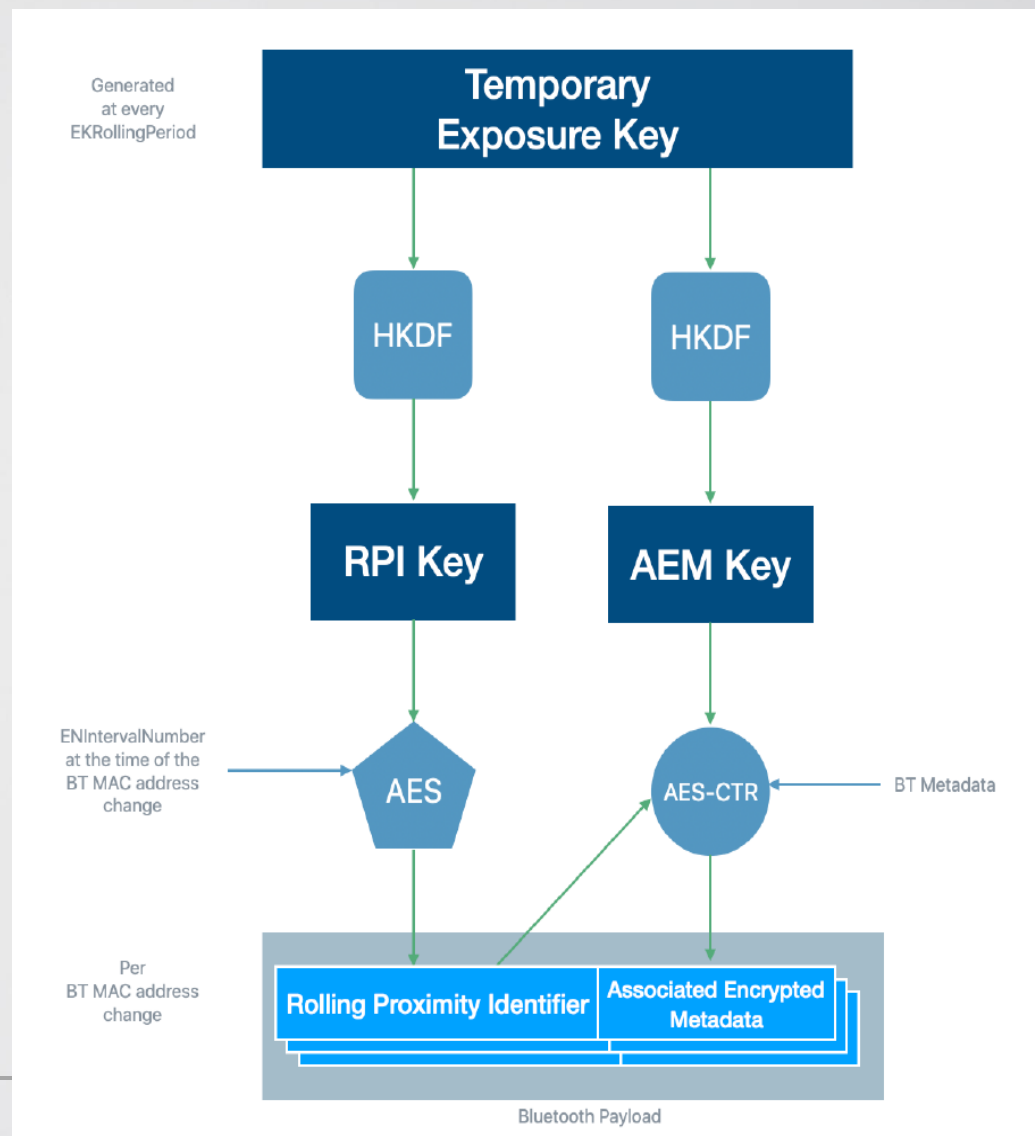 Generated
at every
EKRollingPeriod
Temporary
Exposure Key
HKDF
HKDF
RPI Key
AEM Key
ENIntervalNumber
at the time of the
BT MAC address
change
AES
AES-CTR
BT Metadata
Per
BT MAC address
change
Rolling Proximity Identifier
Associated Encrypted
Metadata
Bluetooth Payload